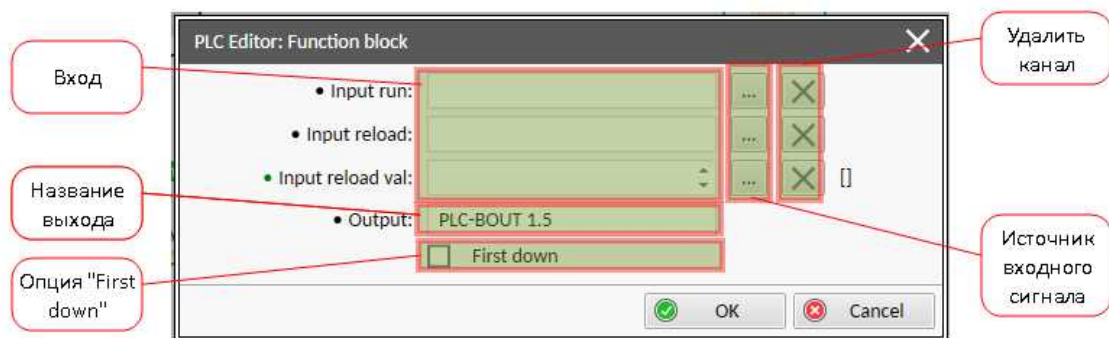 PLC Editor: Function block
Вход
Удалить
канал
• Input run:
...
• Input reload:
...
• Input reload val:
...
[]
Название
выхода
• Output:
PLC-BOUT 1.5
Опция "First
down"
First down
Источник
входного
сигнала
OK
Cancel